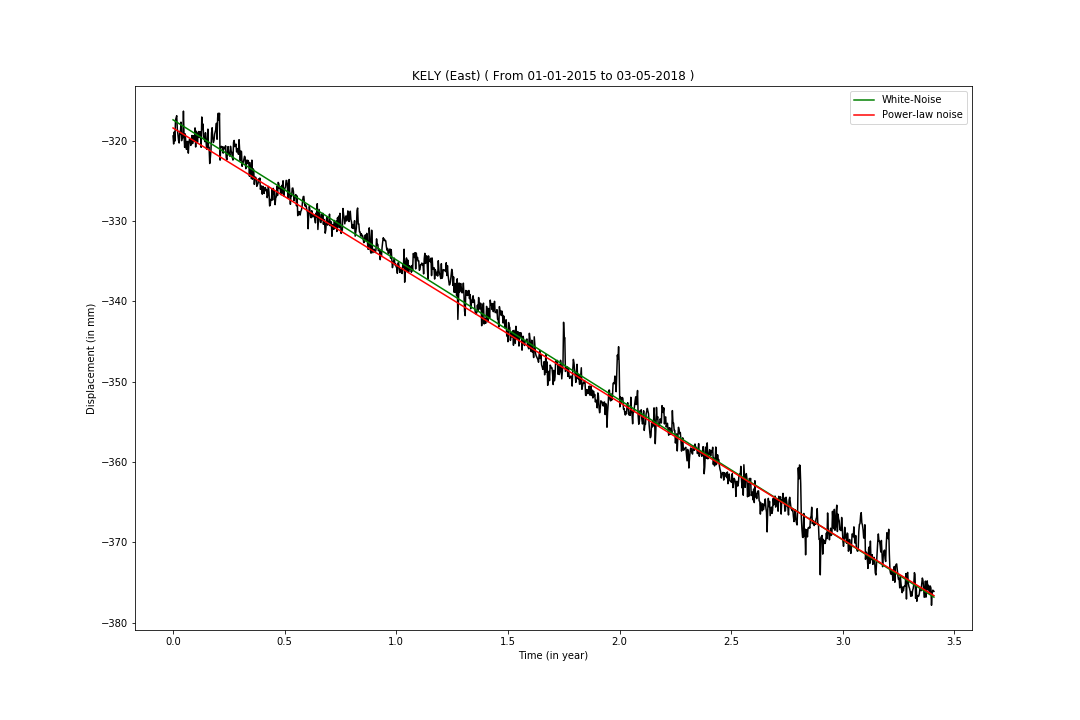 KELY (East) ( From 01-01-2015 to 03-05-2018 )
White-Noise
Power-law noise
Displacement (in mm)
−320
−330
−340
−350
−360
−370
−380
0.0 0.5 1.0 1.5 2.0 2.5 3.0 3.5
Time (in year)